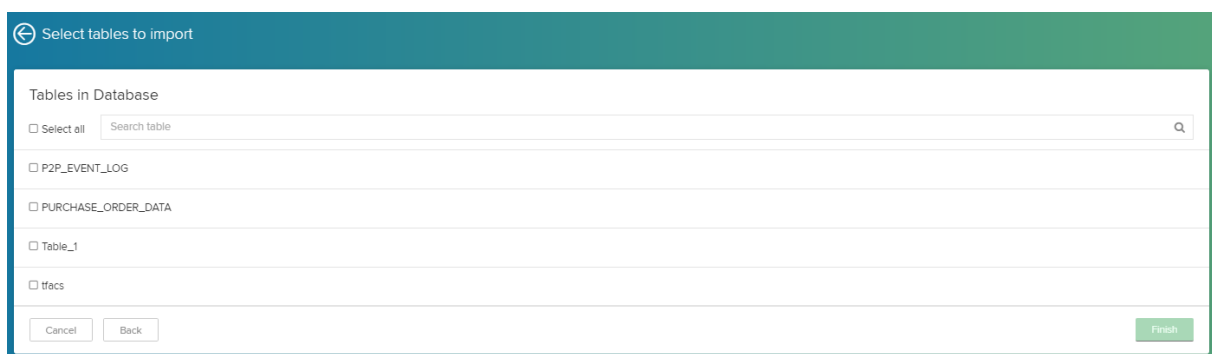 Select tables to import
Tables in Database
Select all Search table
P2P_EVENT_LOG
PURCHASE_ORDER_DATA
Table_1
tfacs
Cancel Back Finish